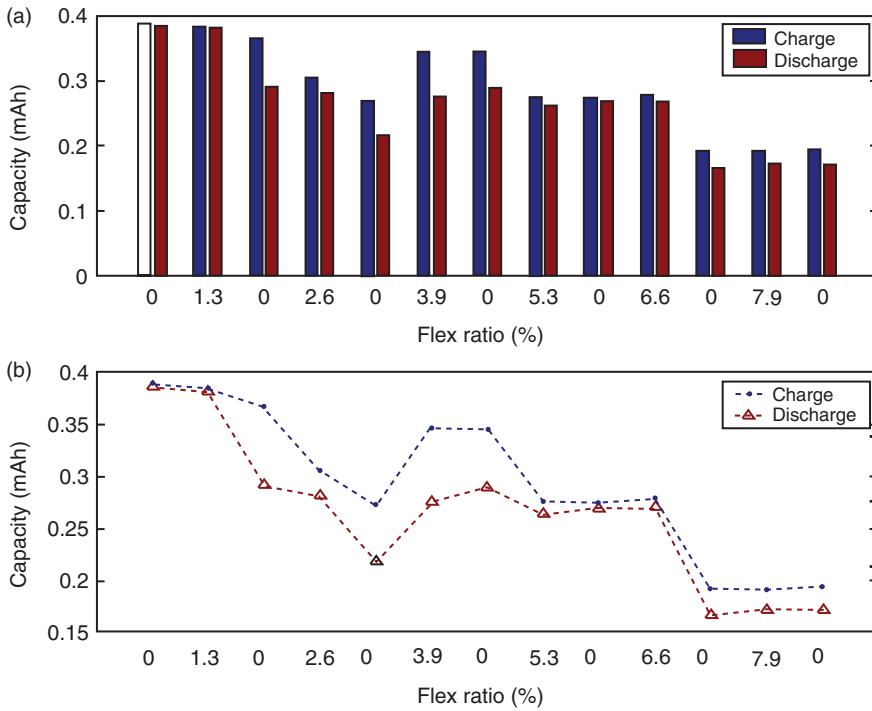 (a)
0.4
0.3
0.2
0.1
0
Capacity (mAh)
Charge
Discharge
0 1.3 0 2.6 0 3.9 0 5.3 0 6.6 0 7.9 0
Flex ratio (%)
(b)
0.4
0.35
0.3
0.25
0.2
0.15
Capacity (mAh)
Charge
Discharge
0 1.3 0 2.6 0 3.9 0 5.3 0 6.6 0 7.9 0
Flex ratio (%)